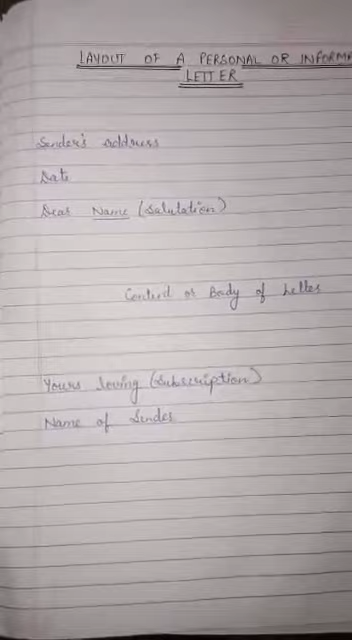 LAYOUT OF A PERSONAL OR INFORMA
LETTER
Sender's Address
Date
Dear Name (Salutation)
Content or Body of Letter
Yours loving (Subscription)
Name of Sender